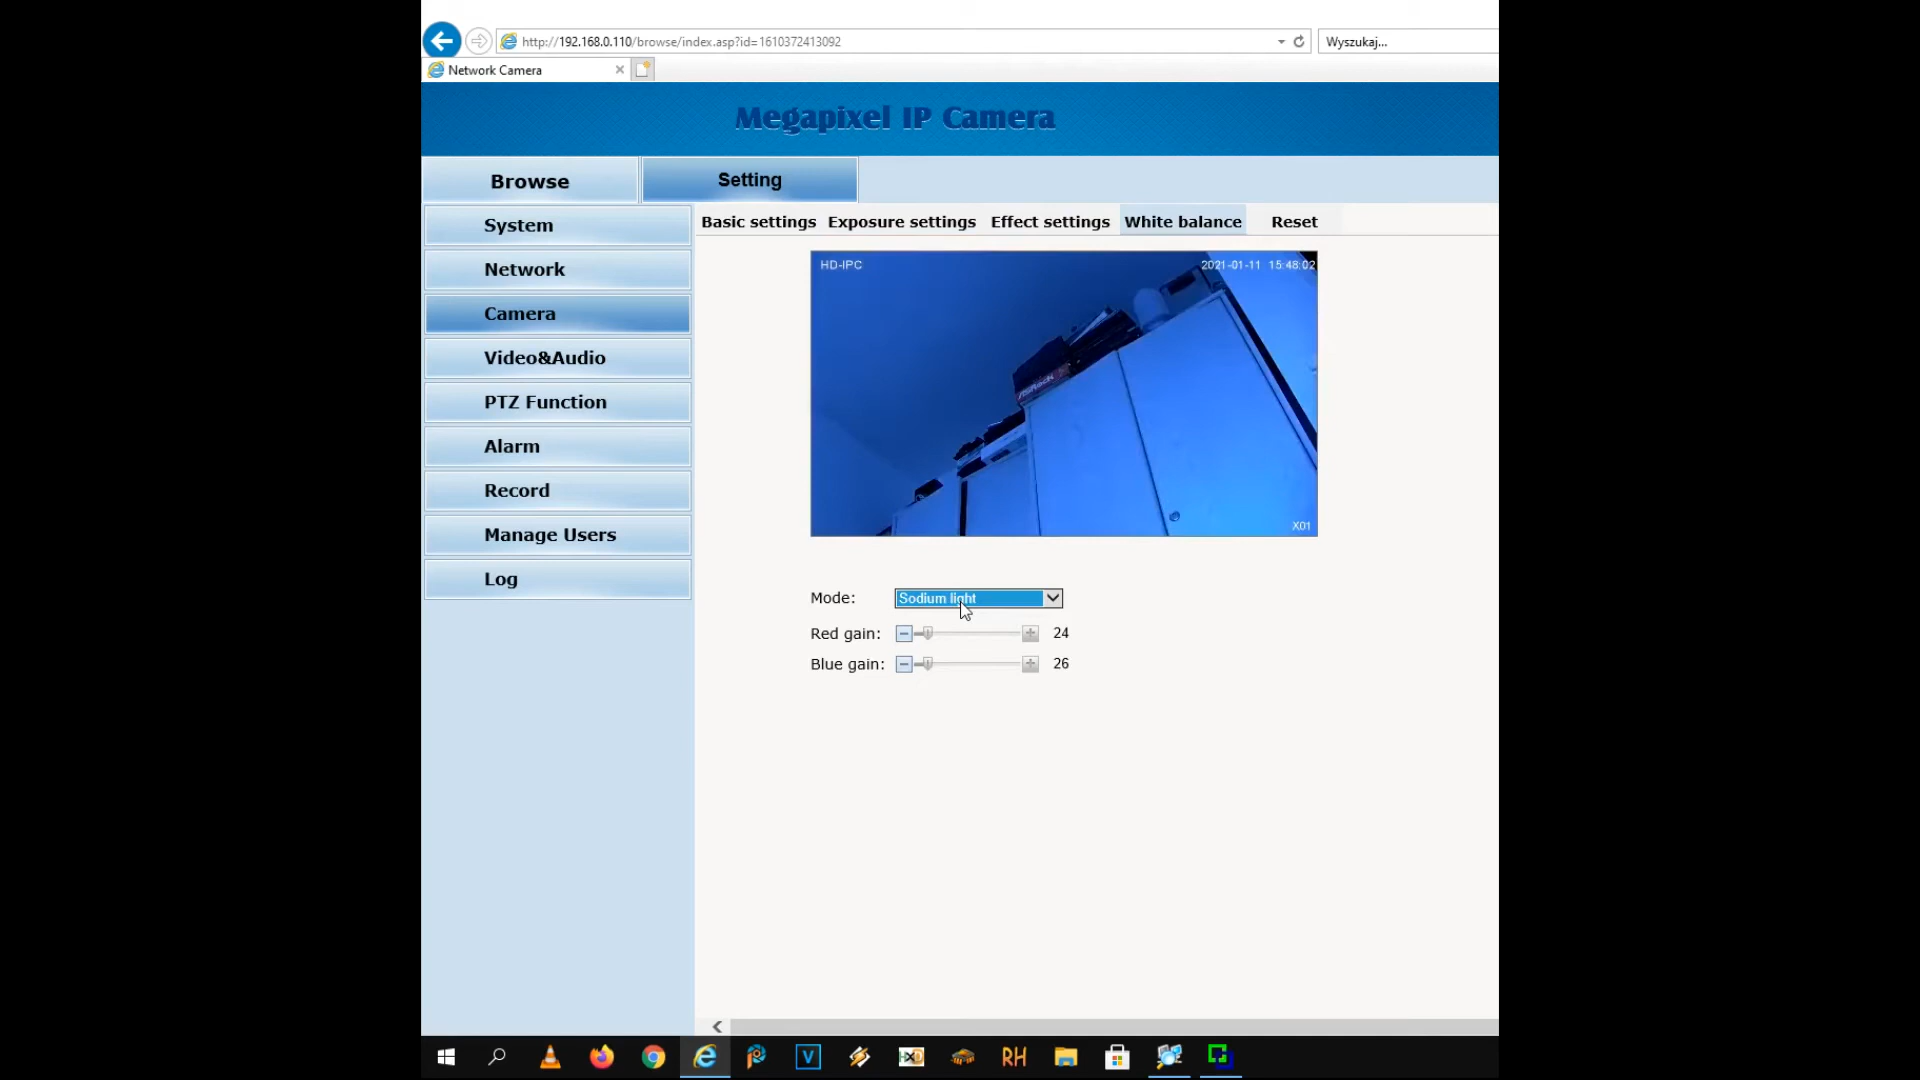 http://192.168.0.110/browse/index.asp?id=1610372413092
Wyszukaj...
Network Camera
Megapixel IP Camera
Browse
Setting
System
Network
Camera
Video&Audio
PTZ Function
Alarm
Record
Manage Users
Log
Basic settings
Exposure settings
Effect settings
White balance
Reset
HD-IPC
2021-01-11 15:48:02
X01
Mode:
Sodium light
Red gain:
24
Blue gain:
26
V
RH